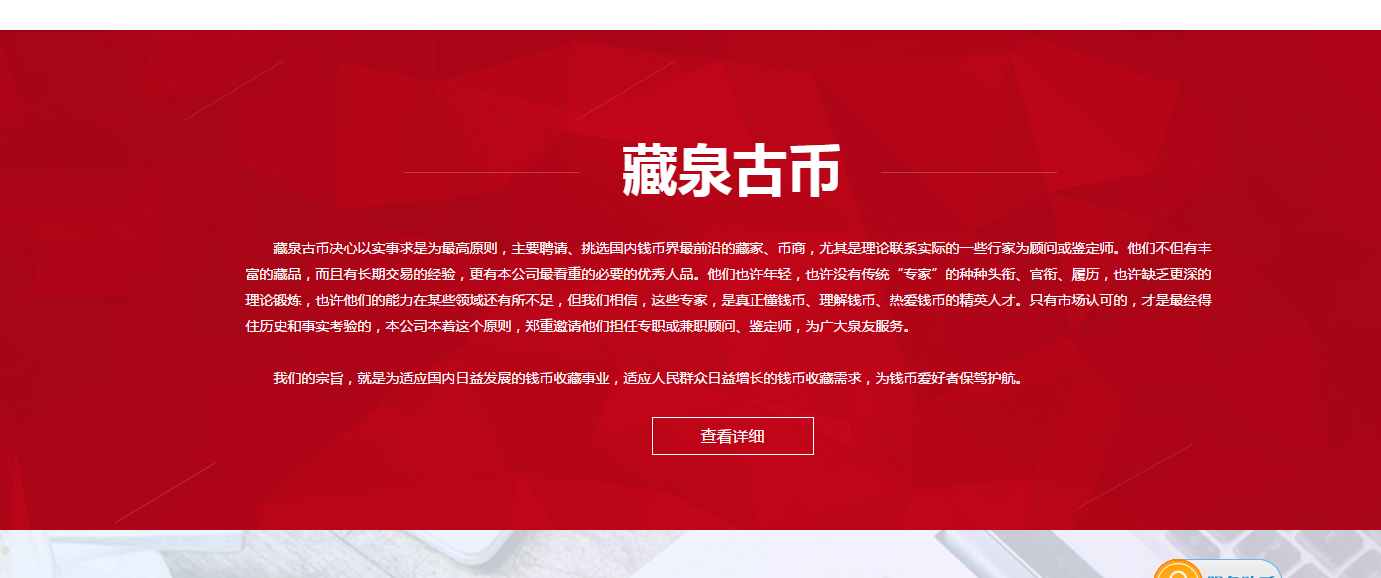 藏泉古币
藏泉古币决心以实事求是为最高原则，主要聘请、挑选国内钱币界最前沿的藏家、币商，尤其是理论联系实际的一些行家为顾问或鉴定师。他们不但有丰
富的藏品，而且有长期交易的经验，更有本公司最看重的必要的优秀人品。他们也许年轻，也许没有传统“专家”的种种头衔、官衔、履历，也许缺乏更深的
理论锻炼，也许他们的能力在某些领域还有所不足，但我们相信，这些专家，是真正懂钱币、理解钱币、热爱钱币的精英人才。只有市场认可的，才是最经得
住历史和事实考验的，本公司本着这个原则，郑重邀请他们担任专职或兼职顾问、鉴定师，为广大泉友服务。
我们的宗旨，就是为适应国内日益发展的钱币收藏事业，适应人民群众日益增长的钱币收藏需求，为钱币爱好者保驾护航。
查看详细